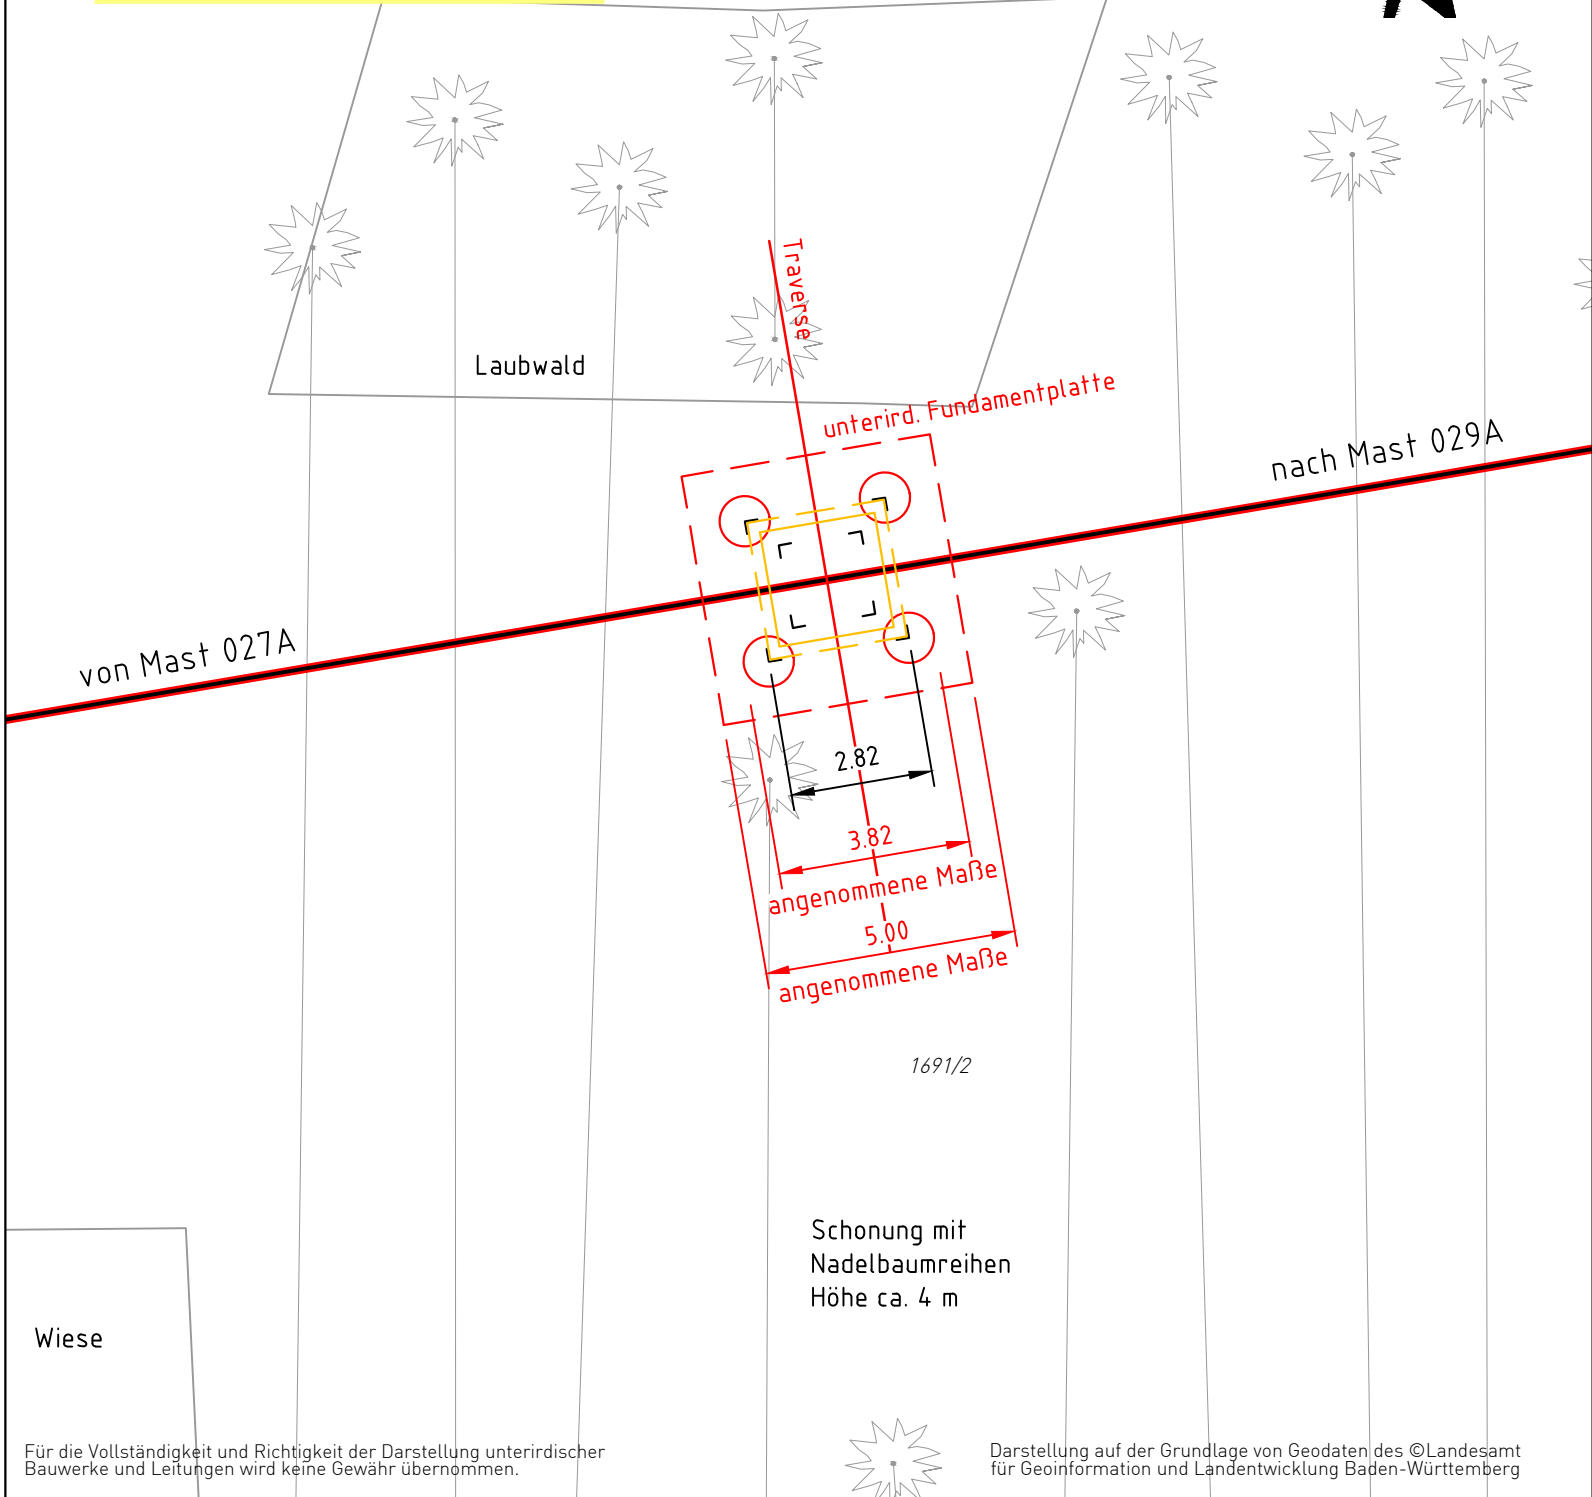 Traverse
Laubwald
unterird. Fundamentplatte
nach Mast 029A
von Mast 027A
2.82
3.82
angenommene Maße
5.00
angenommene Maße
1691/2
Schonung mit
Nadelbaumreihen
Höhe ca. 4 m
Wiese
Für die Vollständigkeit und Richtigkeit der Darstellung unterirdischer
Bauwerke und Leitungen wird keine Gewähr übernommen.
Darstellung auf der Grundlage von Geodaten des ©Landesamt
für Geoinformation und Landentwicklung Baden-Württemberg